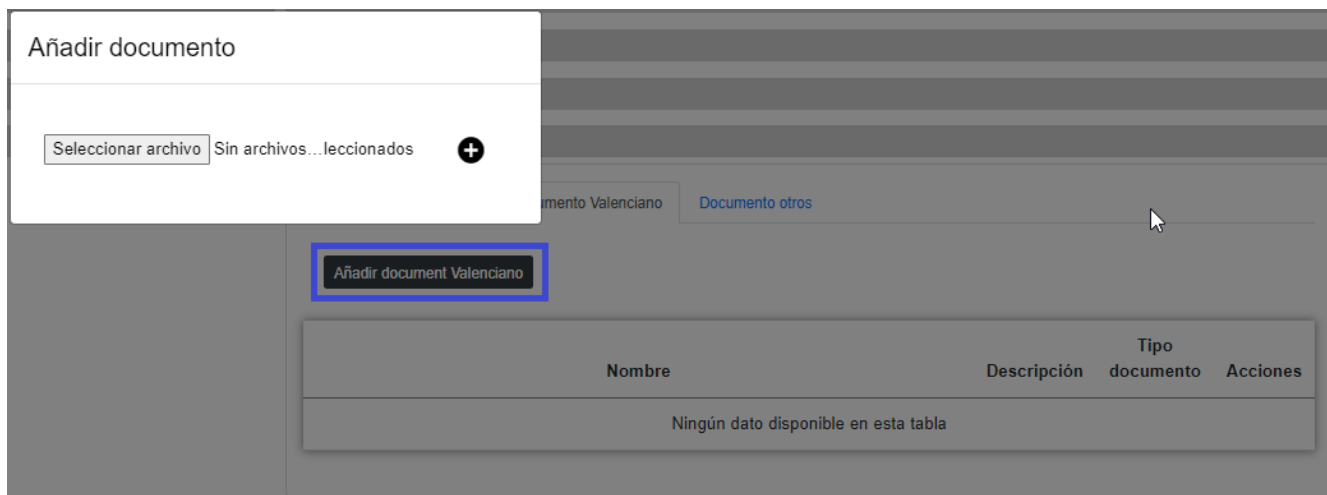 Añadir documento
Seleccionar archivo Sin archivos...leccionados
umento Valenciano Documento otros
Añadir document Valenciano
Nombre Descripción Tipo documento Acciones
Ningún dato disponible en esta tabla